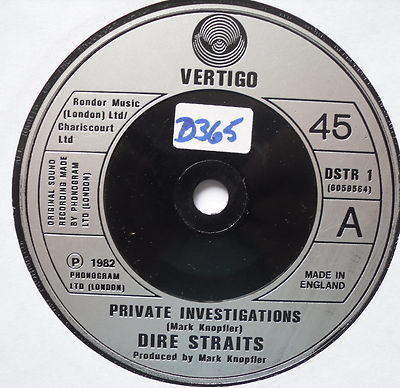 VERTIGO
Rondor Music
(London) Ltd/
Chariscourt
Ltd
D365
45
ORIGINAL SOUND
RECORDING MADE
BY PHONOGRAM
LTD (LONDON)
DSTR 1
(6059564)
A
℗ 1982
PHONOGRAM
LTD (LONDON)
MADE IN
ENGLAND
PRIVATE INVESTIGATIONS
(Mark Knopfler)
DIRE STRAITS
Produced by Mark Knopfler